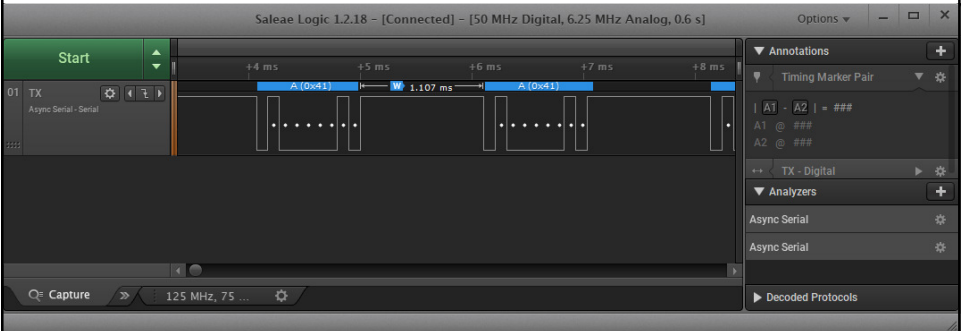 Saleae Logic 1.2.18 - [Connected] - [50 MHz Digital, 6.25 MHz Analog, 0.6 s]
Options
Start
+4 ms
+5 ms
+6 ms
+7 ms
+8 ms
01 TX
Async Serial - Serial
A (0x41)
W 1.107 ms
A (0x41)
Annotations
Timing Marker Pair
| A1 - A2 | = ###
A1 @ ###
A2 @ ###
TX - Digital
Analyzers
Async Serial
Async Serial
Decoded Protocols
Capture
125 MHz, 75 ...